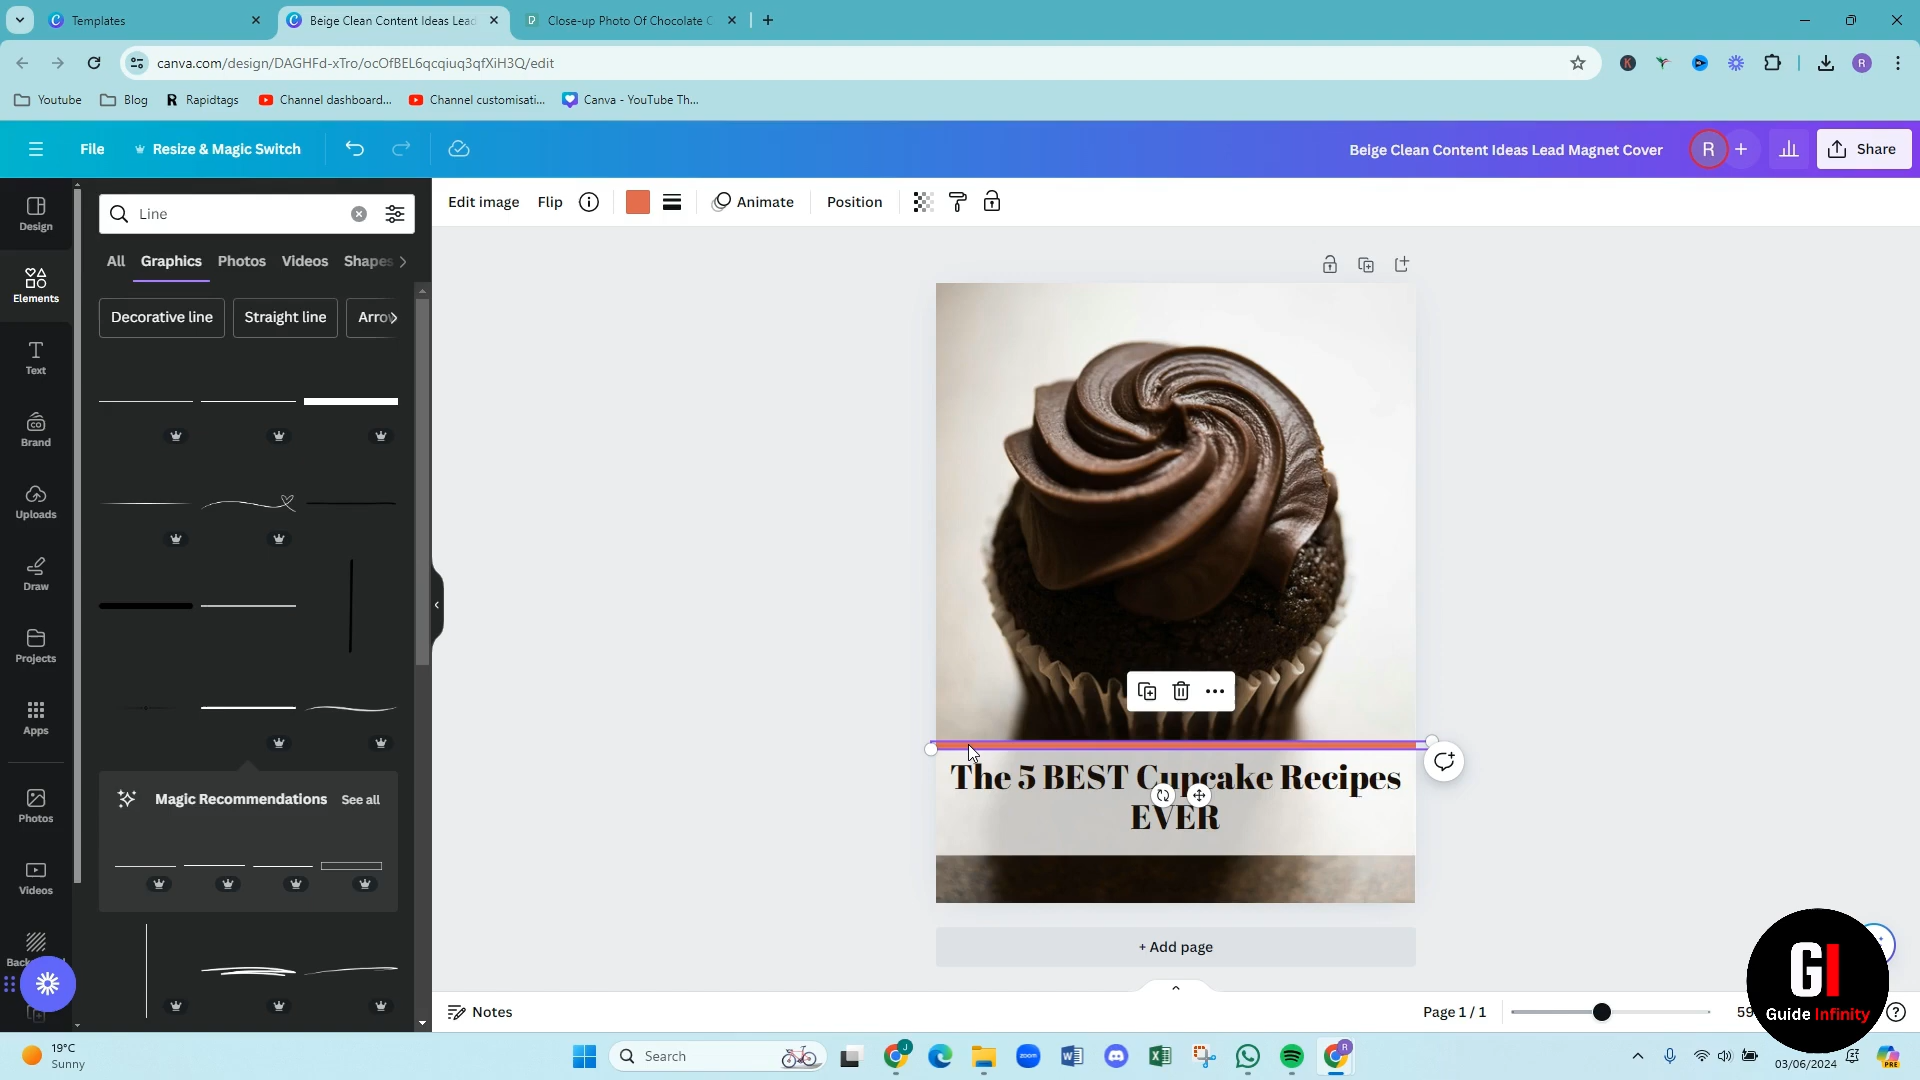 Templates
Beige Clean Content Ideas Lead
Close-up Photo Of Chocolate C
canva.com/design/DAGHFd-xTro/ocOfBEL6qcqiuq3qfXiH3Q/edit
K
R
Youtube
Blog
R Rapidtags
Channel dashboard...
Channel customisati...
Canva - YouTube Th...
File
Resize & Magic Switch
Beige Clean Content Ideas Lead Magnet Cover
R
Share
Line
Edit image
Flip
Animate
Position
Design
Elements
Text
Brand
Uploads
Draw
Projects
Apps
Photos
Videos
All
Graphics
Photos
Videos
Shapes
Decorative line
Straight line
Arrow
Magic Recommendations
See all
The 5 BEST Cupcake Recipes
EVER
+ Add page
Notes
Page 1 / 1
GI
Guide Infinity
19°C
Sunny
Search
03/06/2024